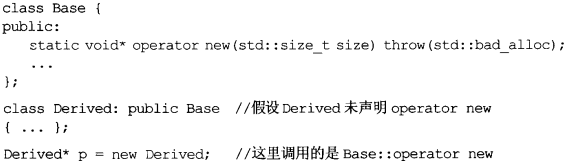 class Base {
public:
    static void* operator new(std::size_t size) throw(std::bad_alloc);
    ...
};
class Derived: public Base  //假设Derived未声明operator new
{ ... };
Derived* p = new Derived;   //这里调用的是Base::operator new